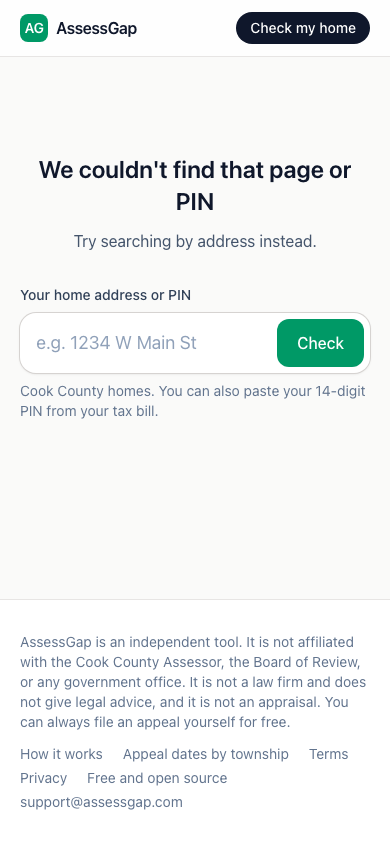 AG AssessGap Check my home
We couldn't find that page or
PIN
Try searching by address instead.
Your home address or PIN
e.g. 1234 W Main St Check
Cook County homes. You can also paste your 14-digit
PIN from your tax bill.
AssessGap is an independent tool. It is not affiliated
with the Cook County Assessor, the Board of Review,
or any government office. It is not a law firm and does
not give legal advice, and it is not an appraisal. You
can always file an appeal yourself for free.
How it works Appeal dates by township Terms
Privacy Free and open source
support@assessgap.com